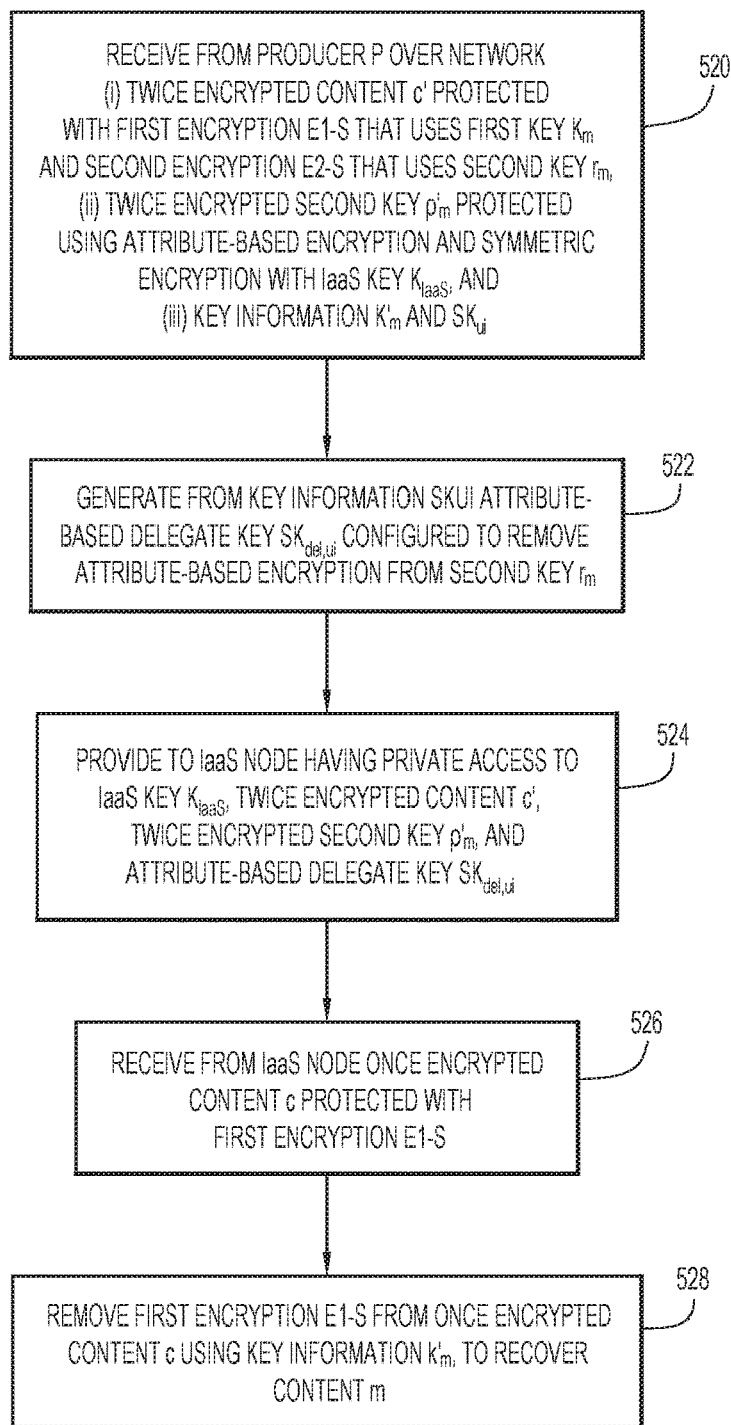 RECEIVE FROM PRODUCER P OVER NETWORK
(i) TWICE ENCRYPTED CONTENT c' PROTECTED
WITH FIRST ENCRYPTION E1-S THAT USES FIRST KEY Km
AND SECOND ENCRYPTION E2-S THAT USES SECOND KEY rm,
(ii) TWICE ENCRYPTED SECOND KEY ρ'm PROTECTED
USING ATTRIBUTE-BASED ENCRYPTION AND SYMMETRIC
ENCRYPTION WITH IaaS KEY KIaaS, AND
(iii) KEY INFORMATION K'm AND SKui
520
GENERATE FROM KEY INFORMATION SKUI ATTRIBUTE-
BASED DELEGATE KEY SKdel,ui CONFIGURED TO REMOVE
ATTRIBUTE-BASED ENCRYPTION FROM SECOND KEY rm
522
PROVIDE TO IaaS NODE HAVING PRIVATE ACCESS TO
IaaS KEY KIaaS, TWICE ENCRYPTED CONTENT c',
TWICE ENCRYPTED SECOND KEY ρ'm, AND
ATTRIBUTE-BASED DELEGATE KEY SKdel,ui
524
RECEIVE FROM IaaS NODE ONCE ENCRYPTED
CONTENT c PROTECTED WITH
FIRST ENCRYPTION E1-S
526
REMOVE FIRST ENCRYPTION E1-S FROM ONCE ENCRYPTED
CONTENT c USING KEY INFORMATION k'm, TO RECOVER
CONTENT m
528